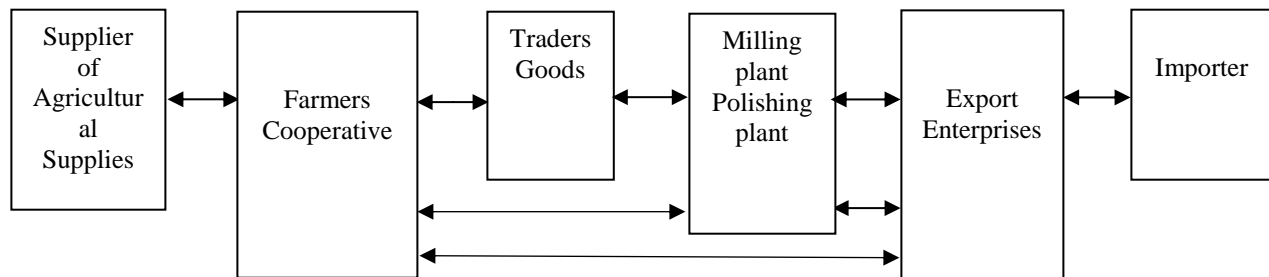 Supplier
of
Agricultur
al
Supplies
Farmers
Cooperative
Traders
Goods
Milling
plant
Polishing
plant
Export
Enterprises
Importer